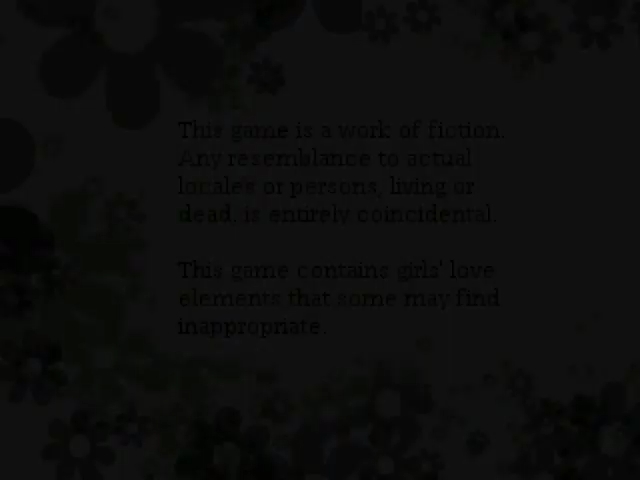 This game is a work of fiction.
Any resemblance to actual
locales or persons, living or
dead, is entirely coincidental.
This game contains girls' love
elements that some may find
inappropriate.